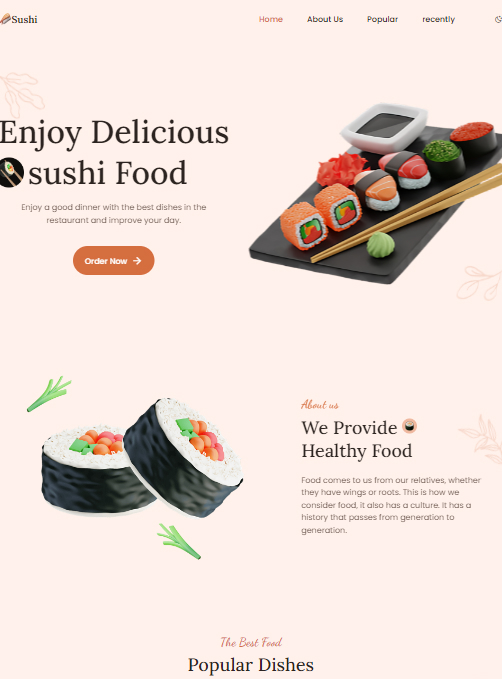 Sushi
Home About Us Popular recently
Enjoy Delicious
sushi Food
Enjoy a good dinner with the best dishes in the
restaurant and improve your day.
Order Now
About us
We Provide
Healthy Food
Food comes to us from our relatives, whether
they have wings or roots. This is how we
consider food, it also has a culture. It has a
history that passes from generation to
generation.
The Best Food
Popular Dishes